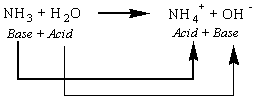 NH₃ + H₂O → NH₄⁺ + OH⁻
Base + Acid Acid + Base